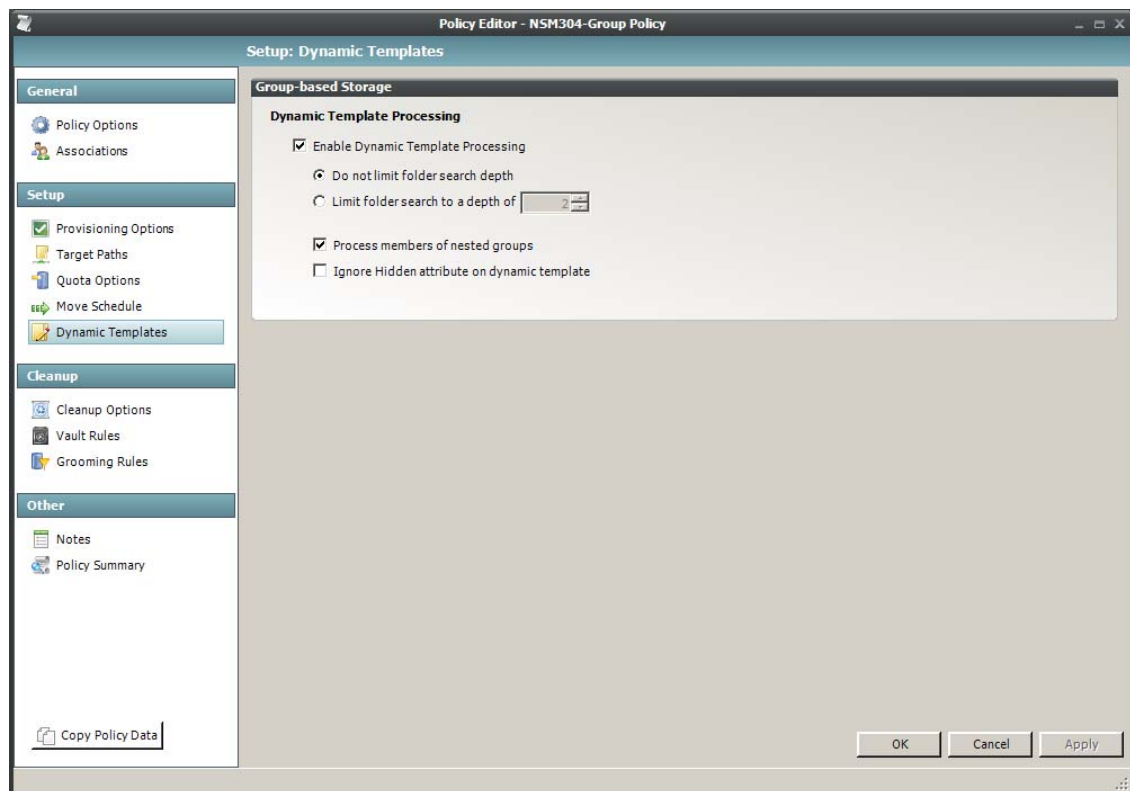 Policy Editor - NSM304-Group Policy
Setup: Dynamic Templates
General
Policy Options
Associations
Setup
Provisioning Options
Target Paths
Quota Options
Move Schedule
Dynamic Templates
Cleanup
Cleanup Options
Vault Rules
Grooming Rules
Other
Notes
Policy Summary
Copy Policy Data
Group-based Storage
Dynamic Template Processing
Enable Dynamic Template Processing
Do not limit folder search depth
Limit folder search to a depth of 2
Process members of nested groups
Ignore Hidden attribute on dynamic template
OK Cancel Apply